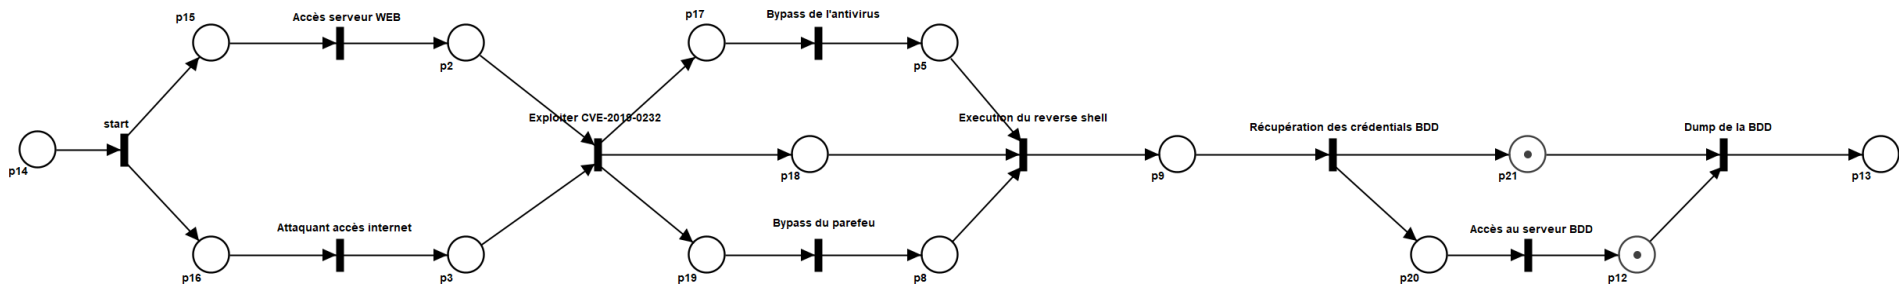 p15
Accès serveur WEB
p2
p17
Bypass de l'antivirus
p5
start
p14
Exploiter CVE-2019-0232
p18
Execution du reverse shell
p9
Récupération des crédentials BDD
p21
Dump de la BDD
p13
p16
Attaquant accès internet
p3
p19
Bypass du parefeu
p8
p20
Accès au serveur BDD
p12